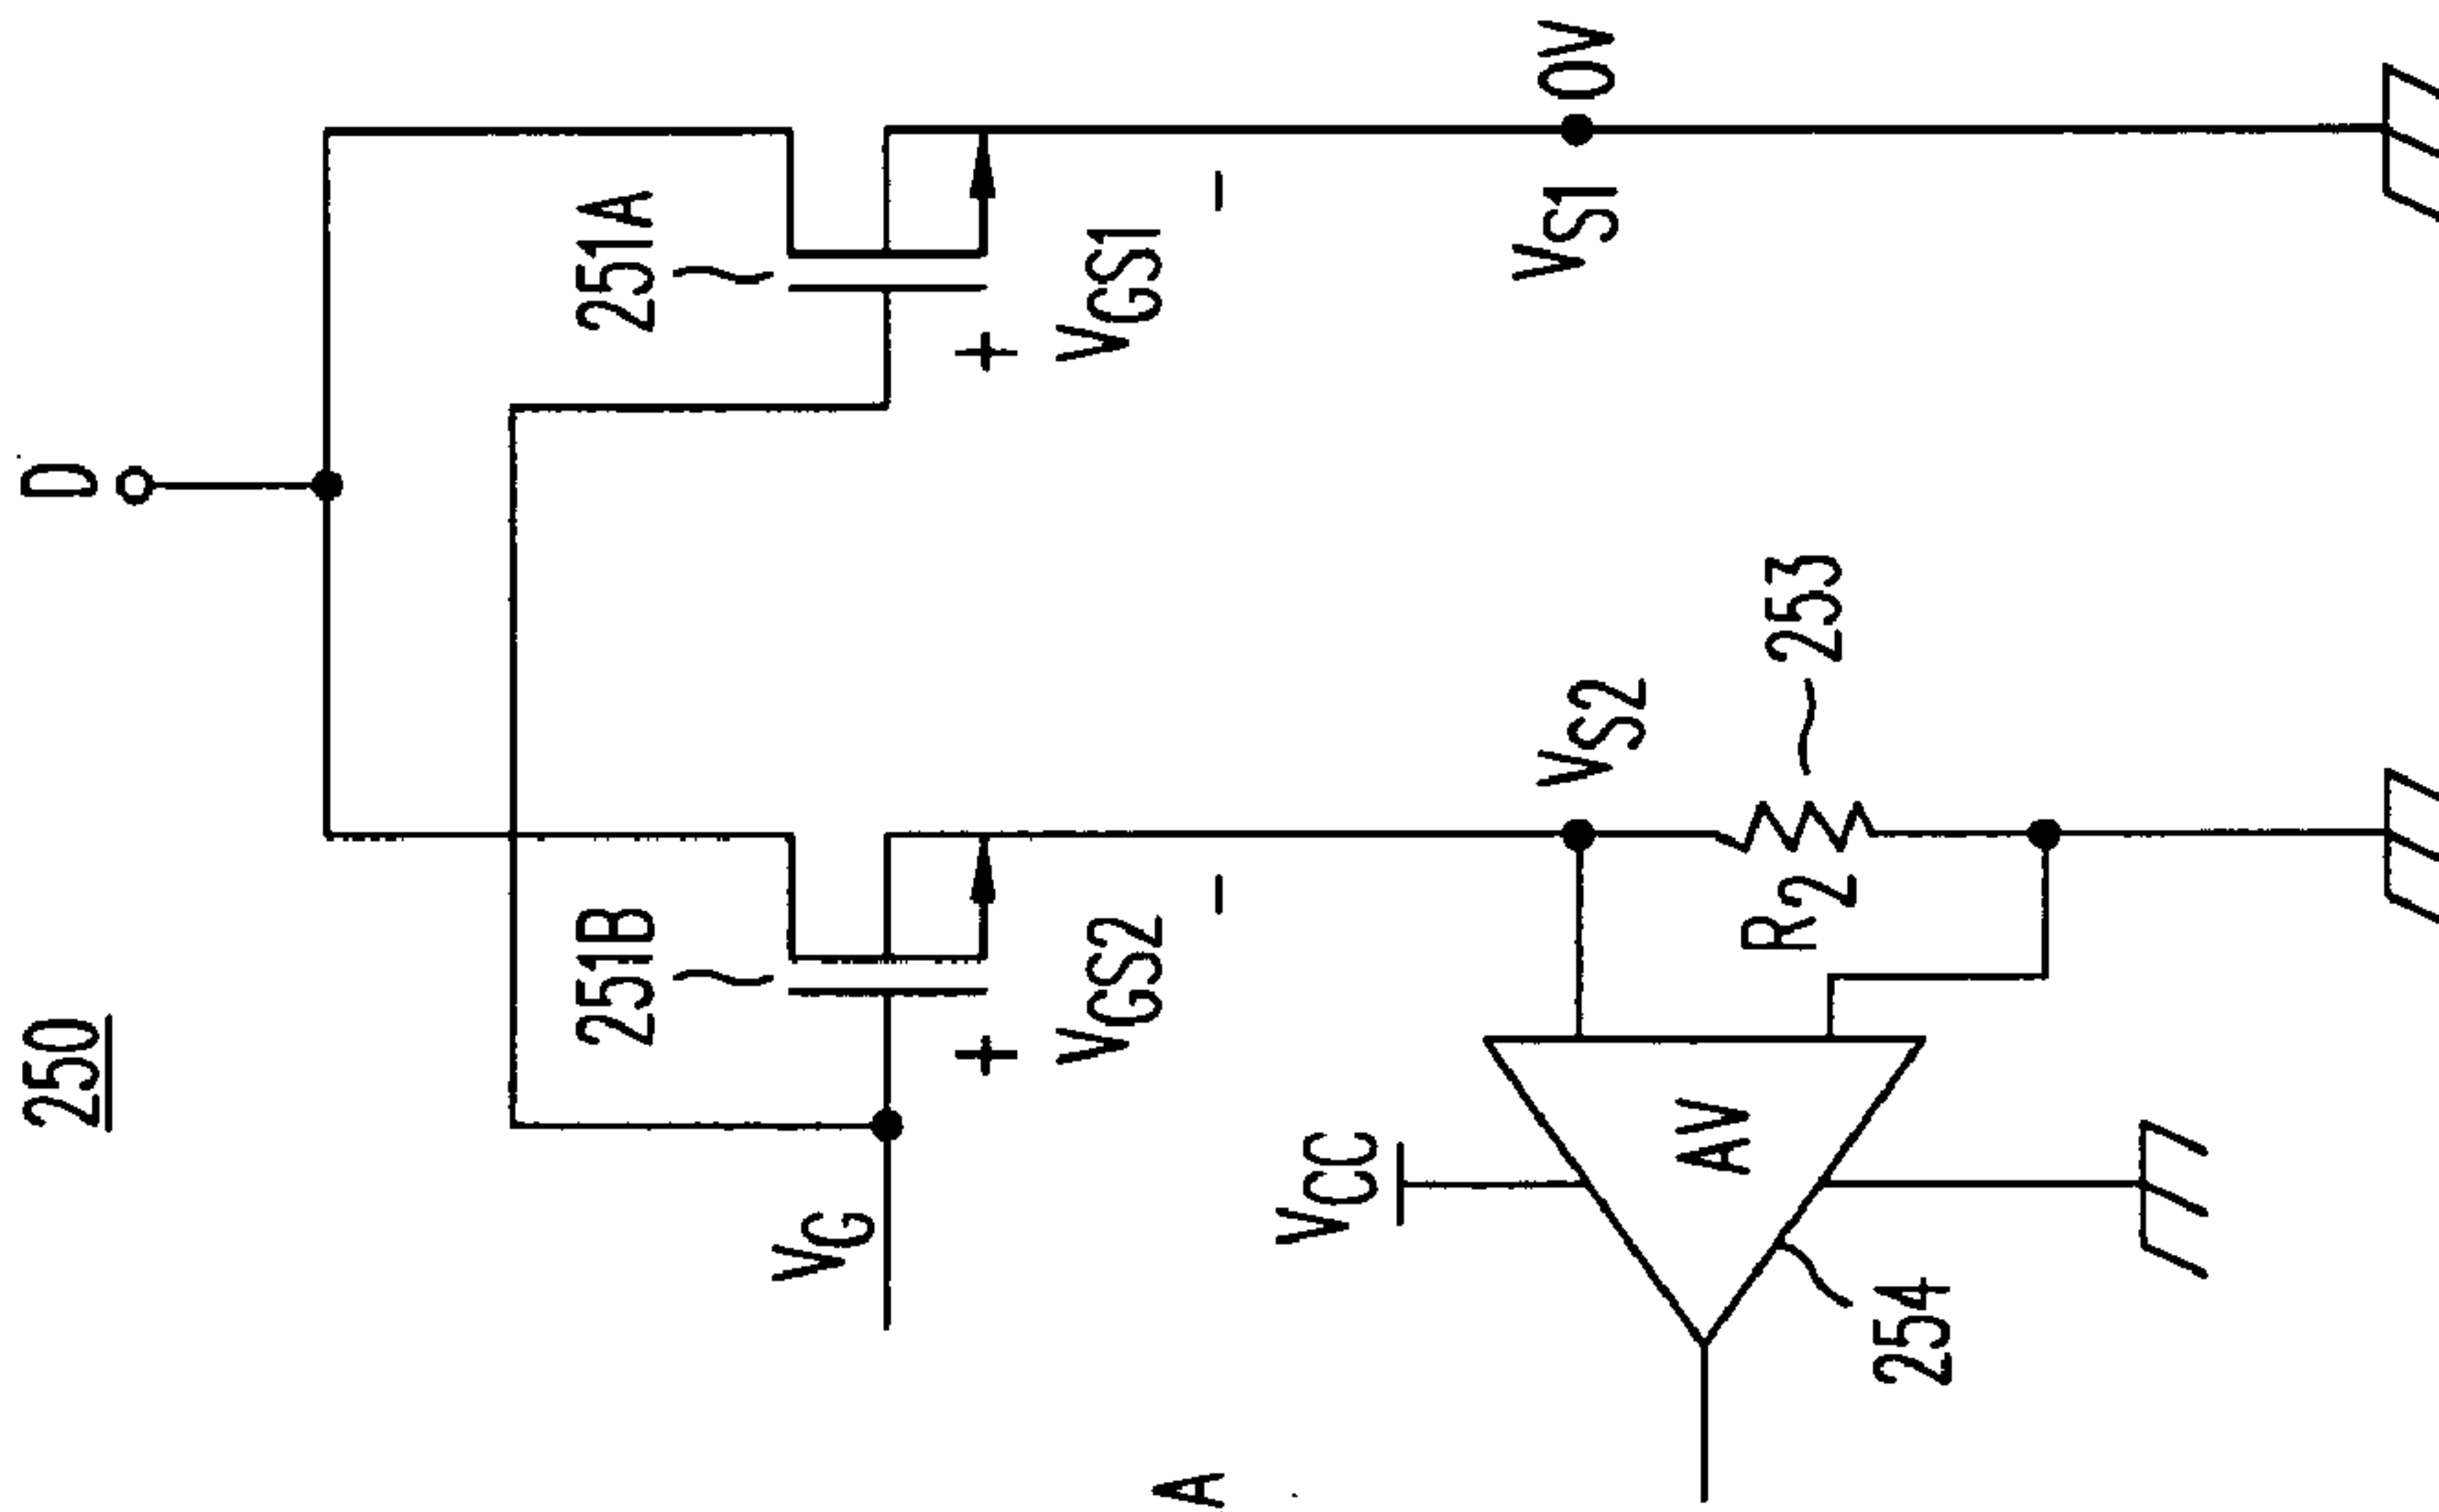 250
D
251B
251A
VG
+ VGS2 −
+ VGS1 −
A
VCC
VS2
VS1
0V
AV
R2
253
254